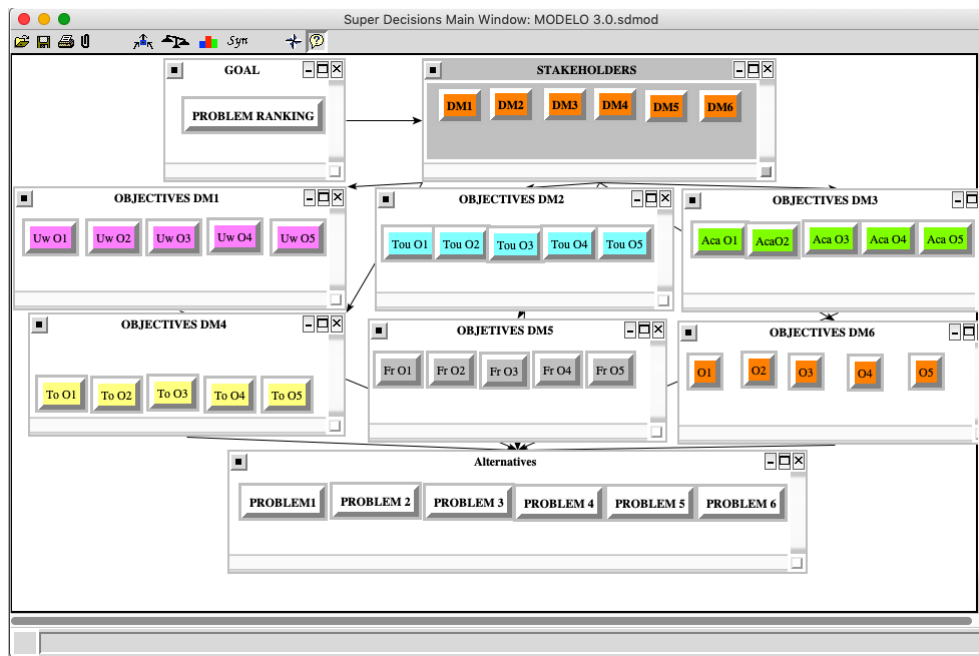 Super Decisions Main Window: MODELO 3.0.sdmod
Syn
GOAL
PROBLEM RANKING
STAKEHOLDERS
DM1 DM2 DM3 DM4 DM5 DM6
OBJECTIVES DM1
Uw O1 Uw O2 Uw O3 Uw O4 Uw O5
OBJECTIVES DM2
Tou O1 Tou O2 Tou O3 Tou O4 Tou O5
OBJECTIVES DM3
Aca O1 AcaO2 Aca O3 Aca O4 Aca O5
OBJECTIVES DM4
To O1 To O2 To O3 To O4 To O5
OBJETIVES DM5
Fr O1 Fr O2 Fr O3 Fr O4 Fr O5
OBJECTIVES DM6
O1 O2 O3 O4 O5
Alternatives
PROBLEM1 PROBLEM 2 PROBLEM 3 PROBLEM 4 PROBLEM 5 PROBLEM 6